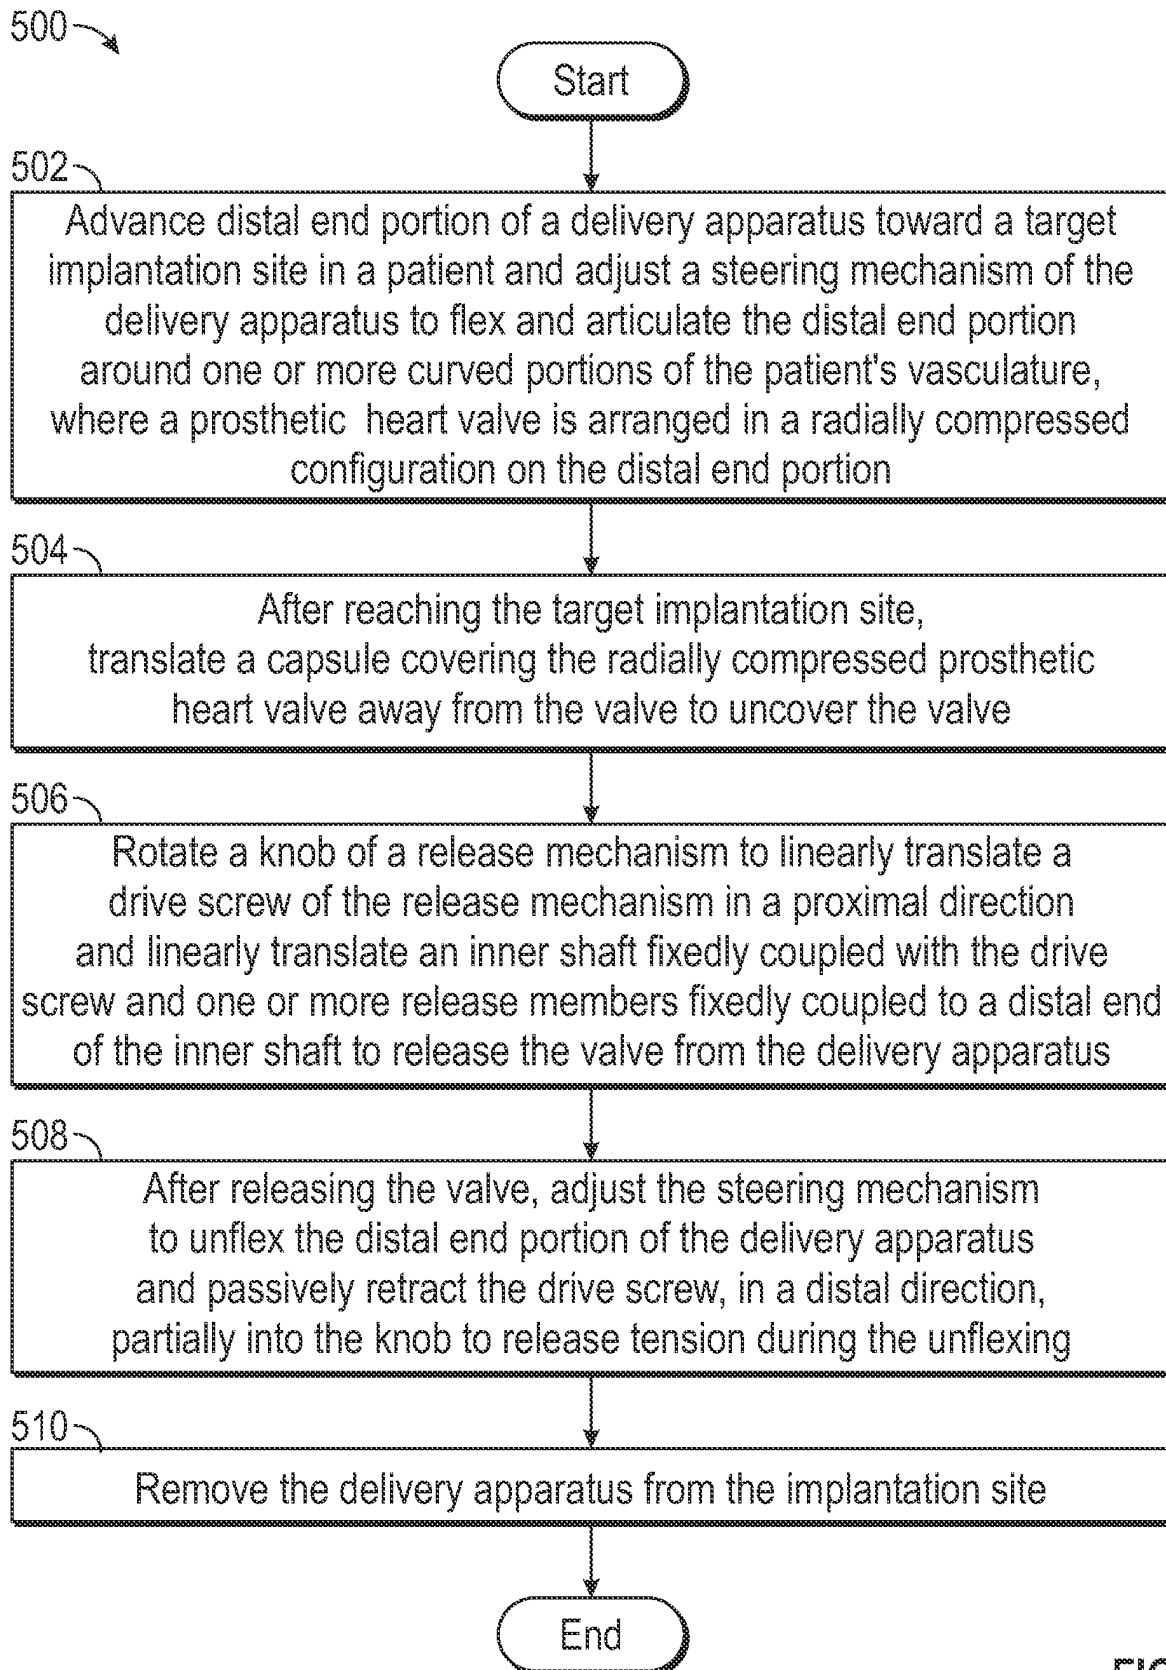 500
Start
502
Advance distal end portion of a delivery apparatus toward a target
implantation site in a patient and adjust a steering mechanism of the
delivery apparatus to flex and articulate the distal end portion
around one or more curved portions of the patient's vasculature,
where a prosthetic heart valve is arranged in a radially compressed
configuration on the distal end portion
504
After reaching the target implantation site,
translate a capsule covering the radially compressed prosthetic
heart valve away from the valve to uncover the valve
506
Rotate a knob of a release mechanism to linearly translate a
drive screw of the release mechanism in a proximal direction
and linearly translate an inner shaft fixedly coupled with the drive
screw and one or more release members fixedly coupled to a distal end
of the inner shaft to release the valve from the delivery apparatus
508
After releasing the valve, adjust the steering mechanism
to unflex the distal end portion of the delivery apparatus
and passively retract the drive screw, in a distal direction,
partially into the knob to release tension during the unflexing
510
Remove the delivery apparatus from the implantation site
End